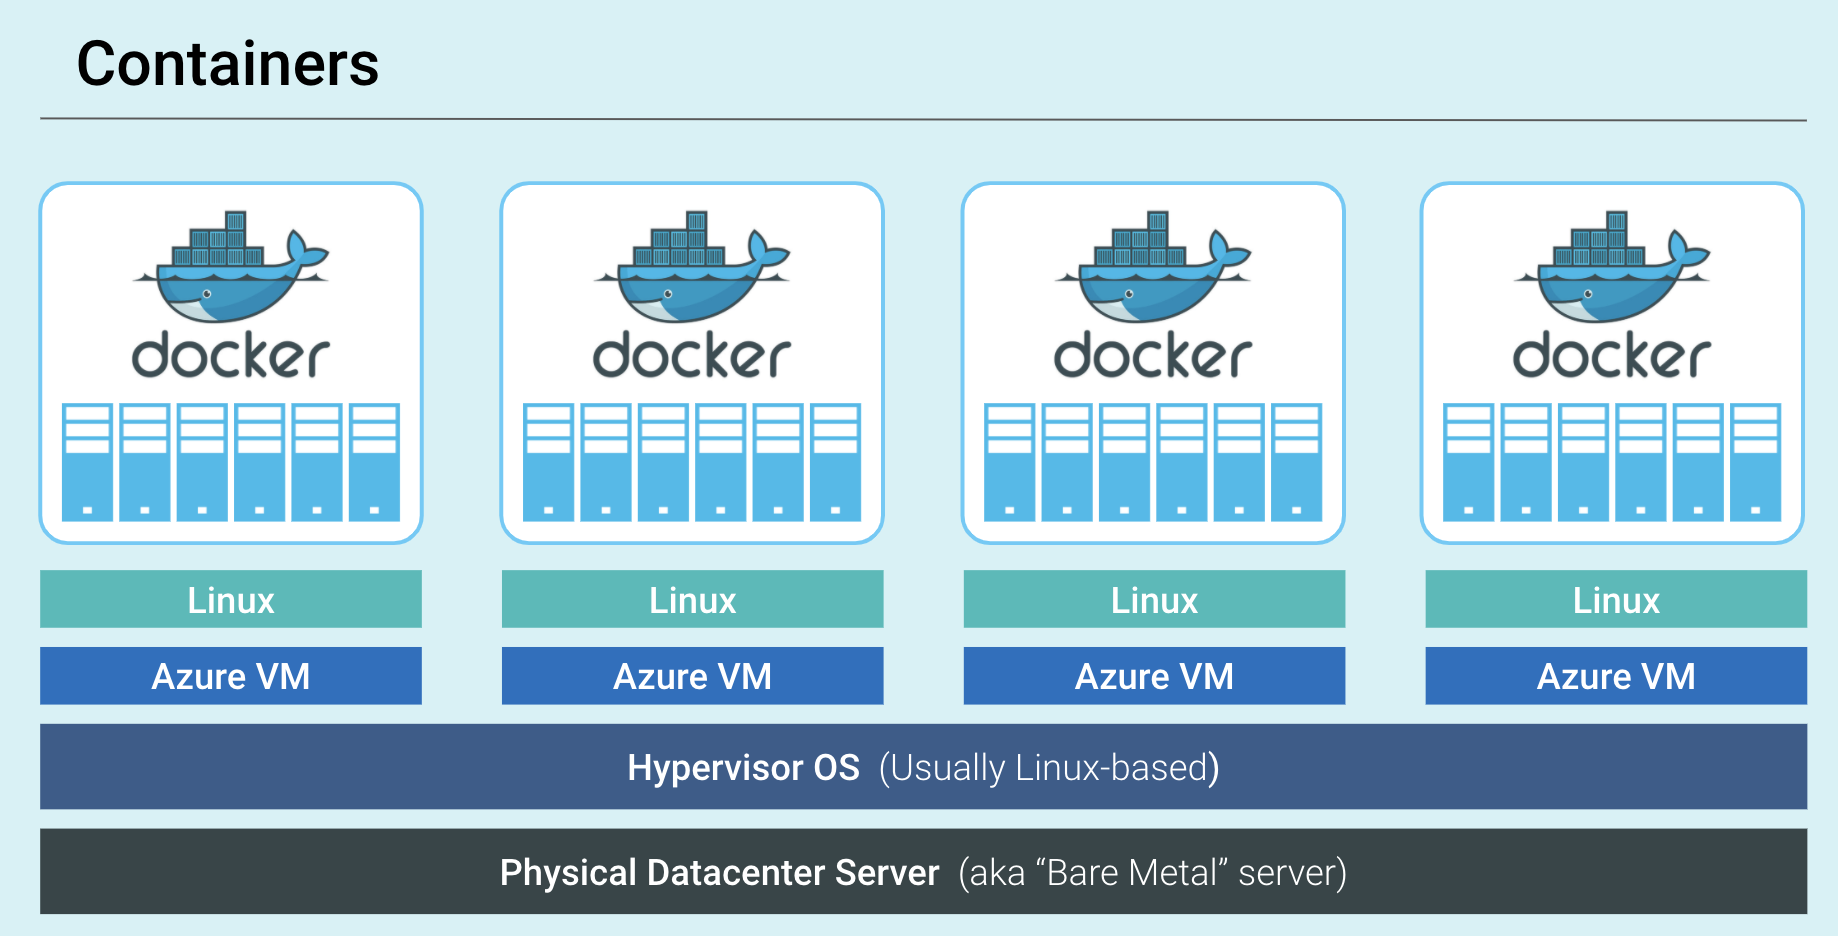 Containers
docker
docker
docker
docker
Linux
Linux
Linux
Linux
Azure VM
Azure VM
Azure VM
Azure VM
Hypervisor OS (Usually Linux-based)
Physical Datacenter Server (aka “Bare Metal” server)